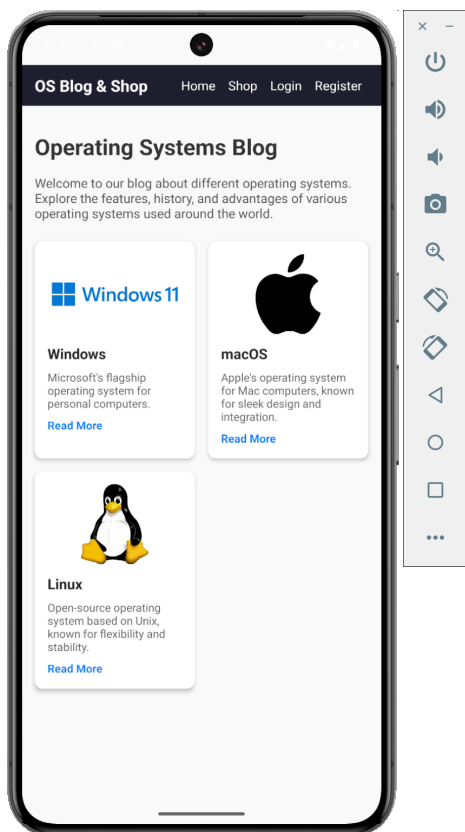 OS Blog & Shop Home Shop Login Register
Operating Systems Blog
Welcome to our blog about different operating systems.
Explore the features, history, and advantages of various
operating systems used around the world.
Windows 11
Windows
Microsoft's flagship
operating system for
personal computers.
Read More
macOS
Apple's operating system
for Mac computers, known
for sleek design and
integration.
Read More
Linux
Open-source operating
system based on Unix,
known for flexibility and
stability.
Read More